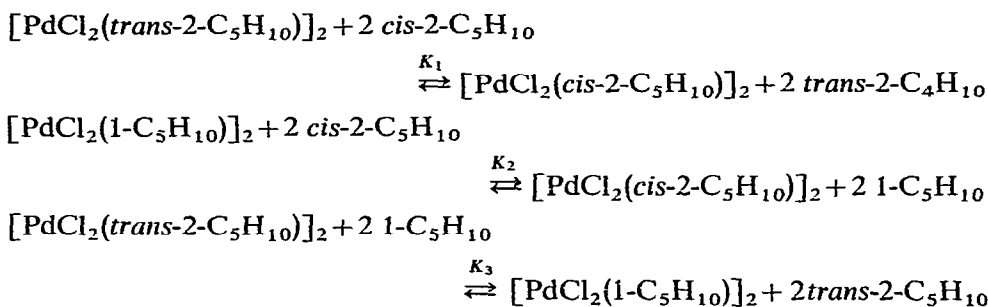 [PdCl₂(trans-2-C₅H₁₀)]₂ + 2 cis-2-C₅H₁₀
K₁
⇄ [PdCl₂(cis-2-C₅H₁₀)]₂ + 2 trans-2-C₄H₁₀
[PdCl₂(1-C₅H₁₀)]₂ + 2 cis-2-C₅H₁₀
K₂
⇄ [PdCl₂(cis-2-C₅H₁₀)]₂ + 2 1-C₅H₁₀
[PdCl₂(trans-2-C₅H₁₀)]₂ + 2 1-C₅H₁₀
K₃
⇄ [PdCl₂(1-C₅H₁₀)]₂ + 2trans-2-C₅H₁₀